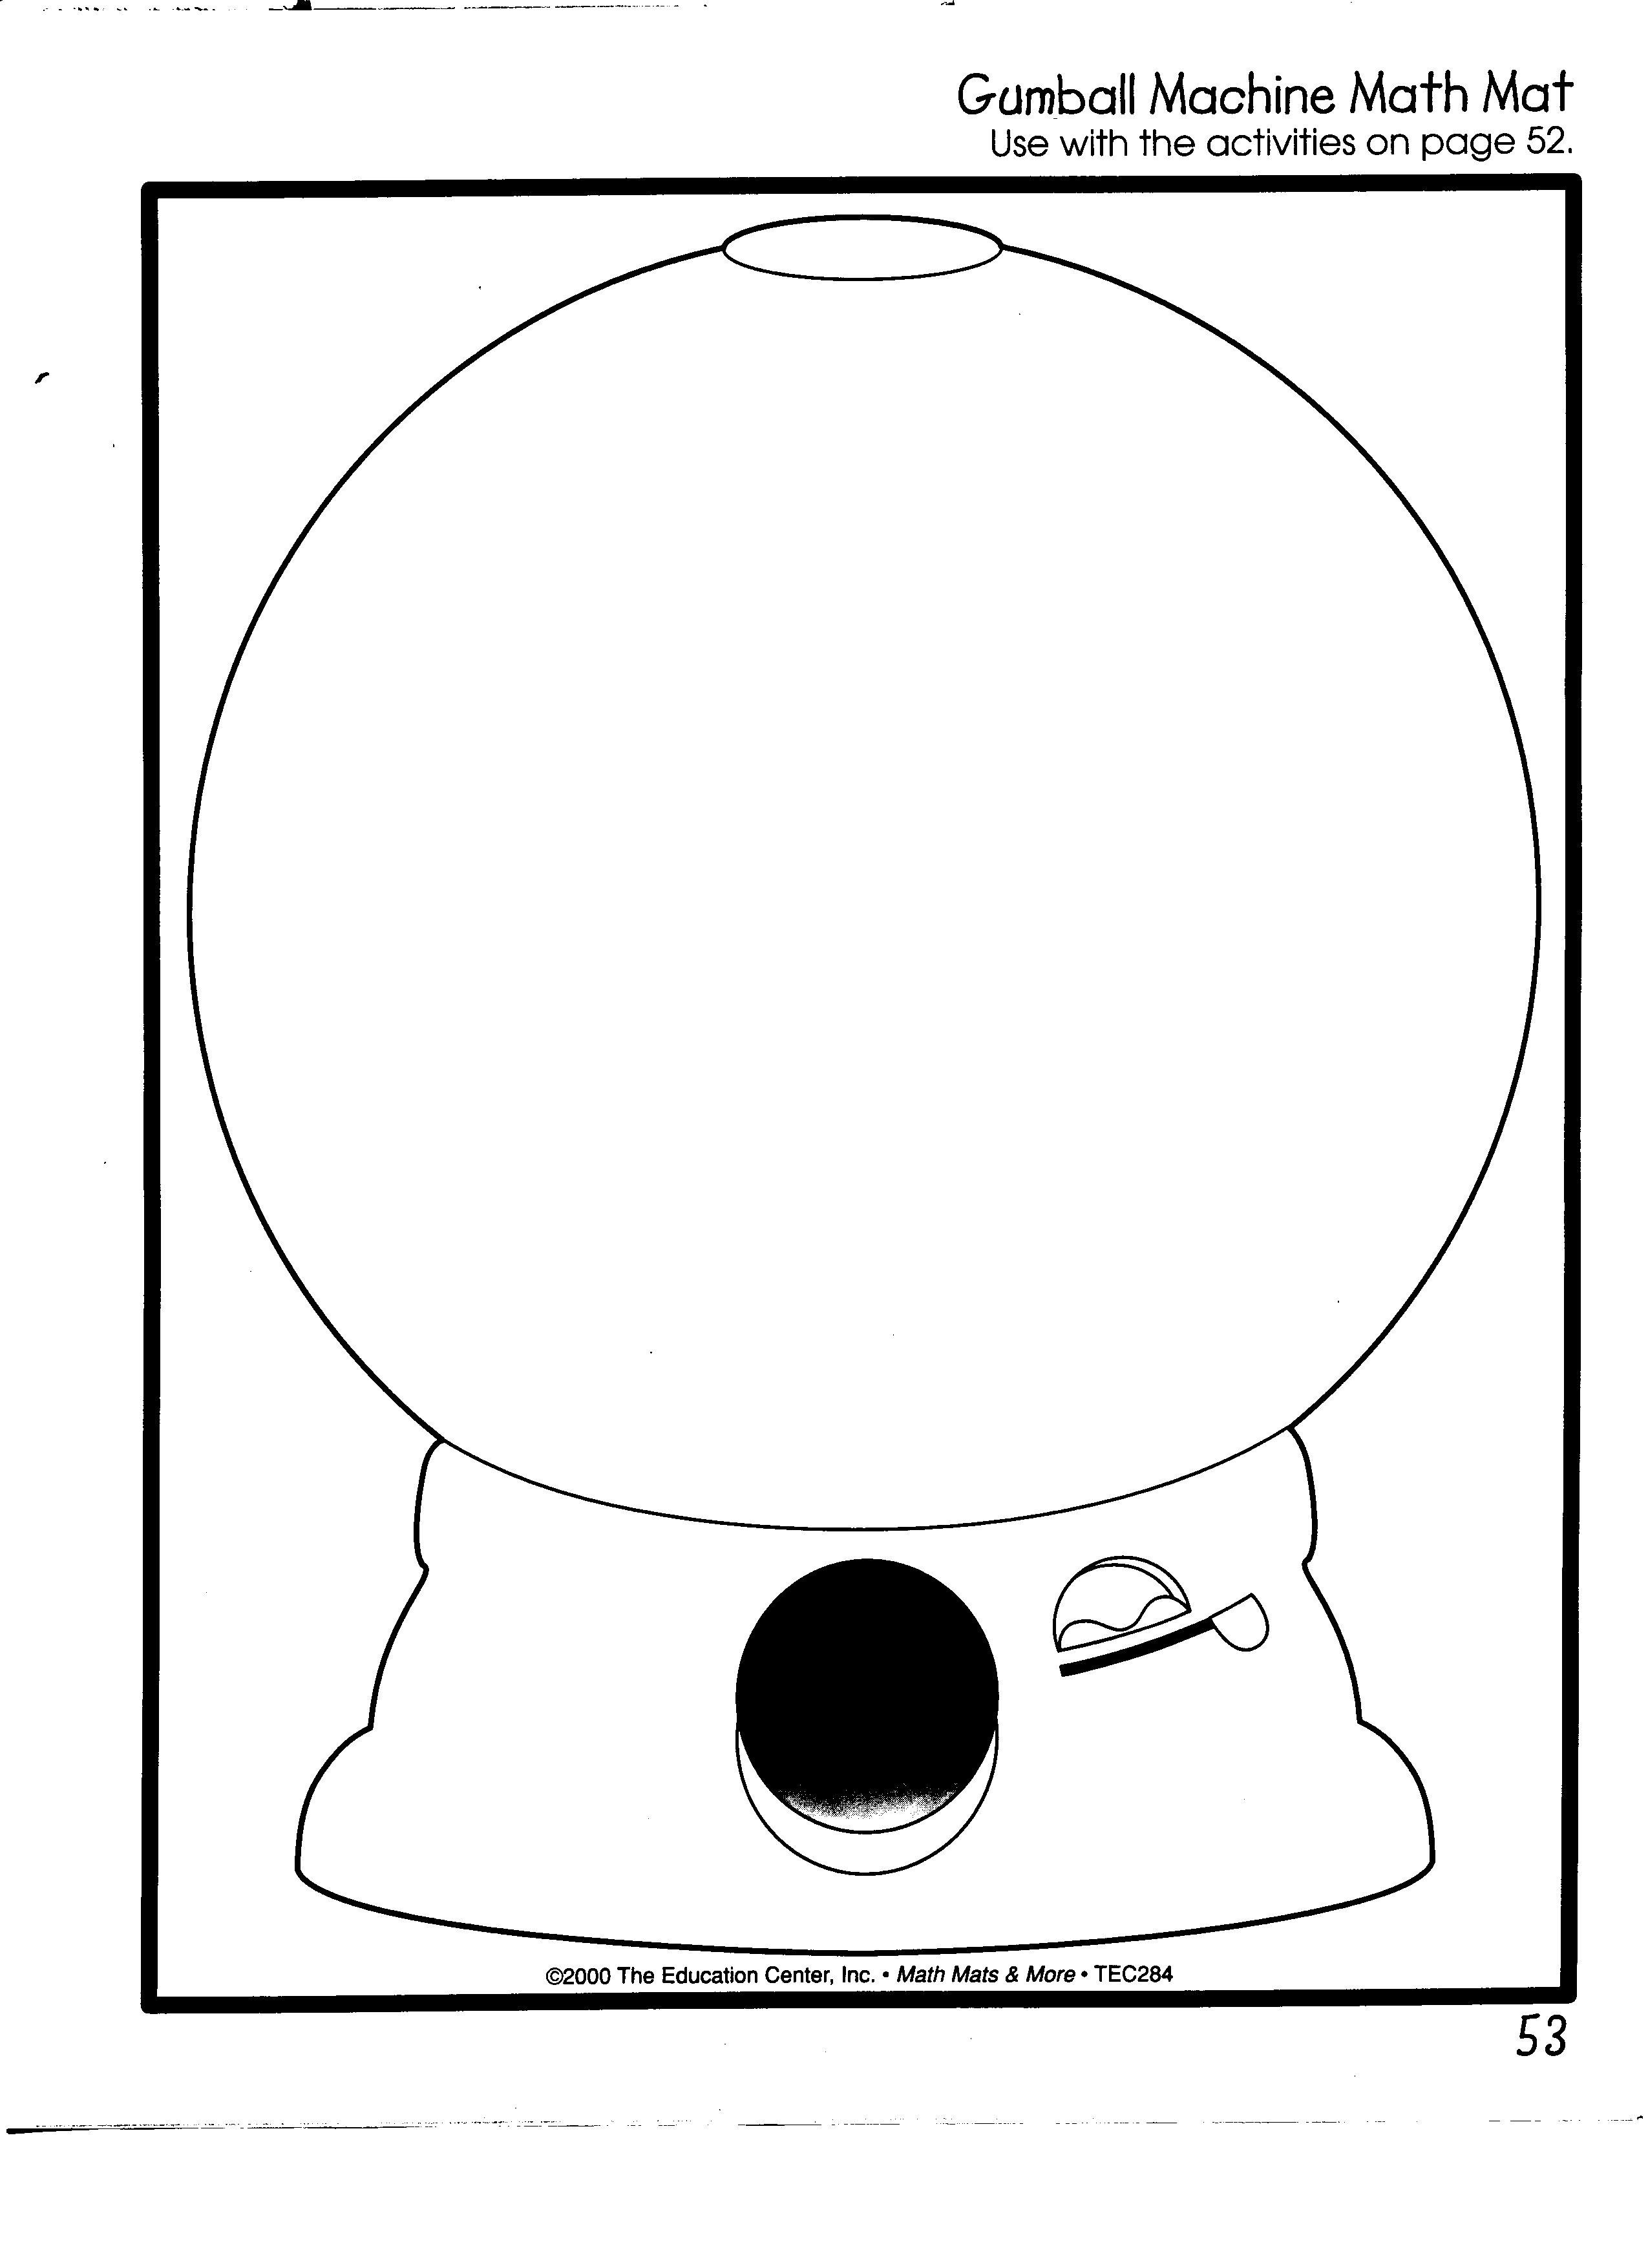 Gumball Machine Math Mat
Use with the activities on page 52.
©2000 The Education Center, Inc. • Math Mats & More • TEC284
53